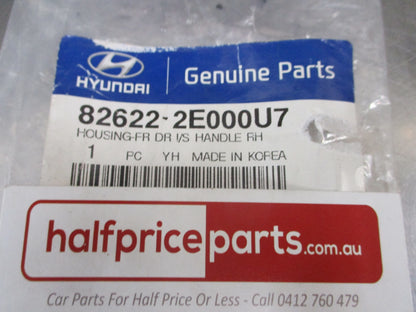 HYUNDAI
Genuine Parts
82622-2E000U7
HOUSING-FR DR I/S HANDLE RH
1 PC YH MADE IN KOREA
halfpriceparts.com.au
Car Parts For Half Price Or Less - Call 0412 760 479